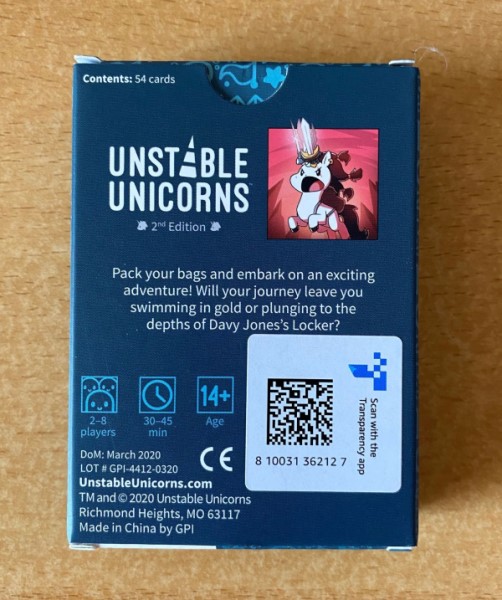 Contents: 54 cards
UNSTABLE
UNICORNS
2nd Edition
Pack your bags and embark on an exciting
adventure! Will your journey leave you
swimming in gold or plunging to the
depths of Davy Jones's Locker?
2–8
players
30–45
min
14+
Age
DoM: March 2020
LOT # GPI-4412-0320
CE
UnstableUnicorns.com
TM and © 2020 Unstable Unicorns
Richmond Heights, MO 63117
Made in China by GPI
Scan with the
Transparency app
8 10031 36212 7